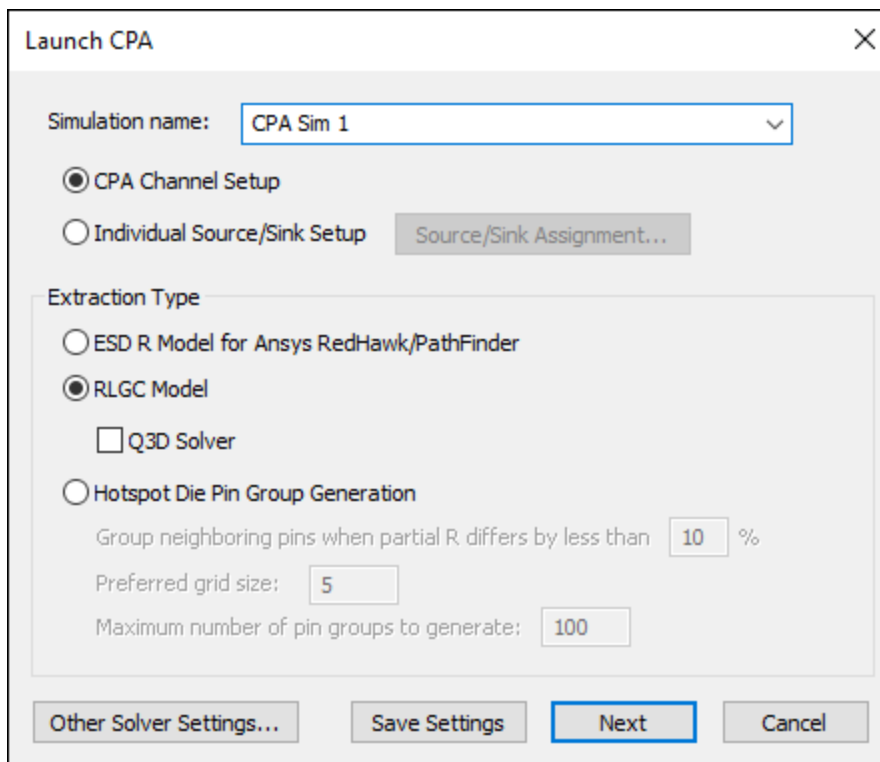 Launch CPA
Simulation name: CPA Sim 1
CPA Channel Setup
Individual Source/Sink Setup Source/Sink Assignment...
Extraction Type
ESD R Model for Ansys RedHawk/PathFinder
RLGC Model
Q3D Solver
Hotspot Die Pin Group Generation
Group neighboring pins when partial R differs by less than 10 %
Preferred grid size: 5
Maximum number of pin groups to generate: 100
Other Solver Settings... Save Settings Next Cancel